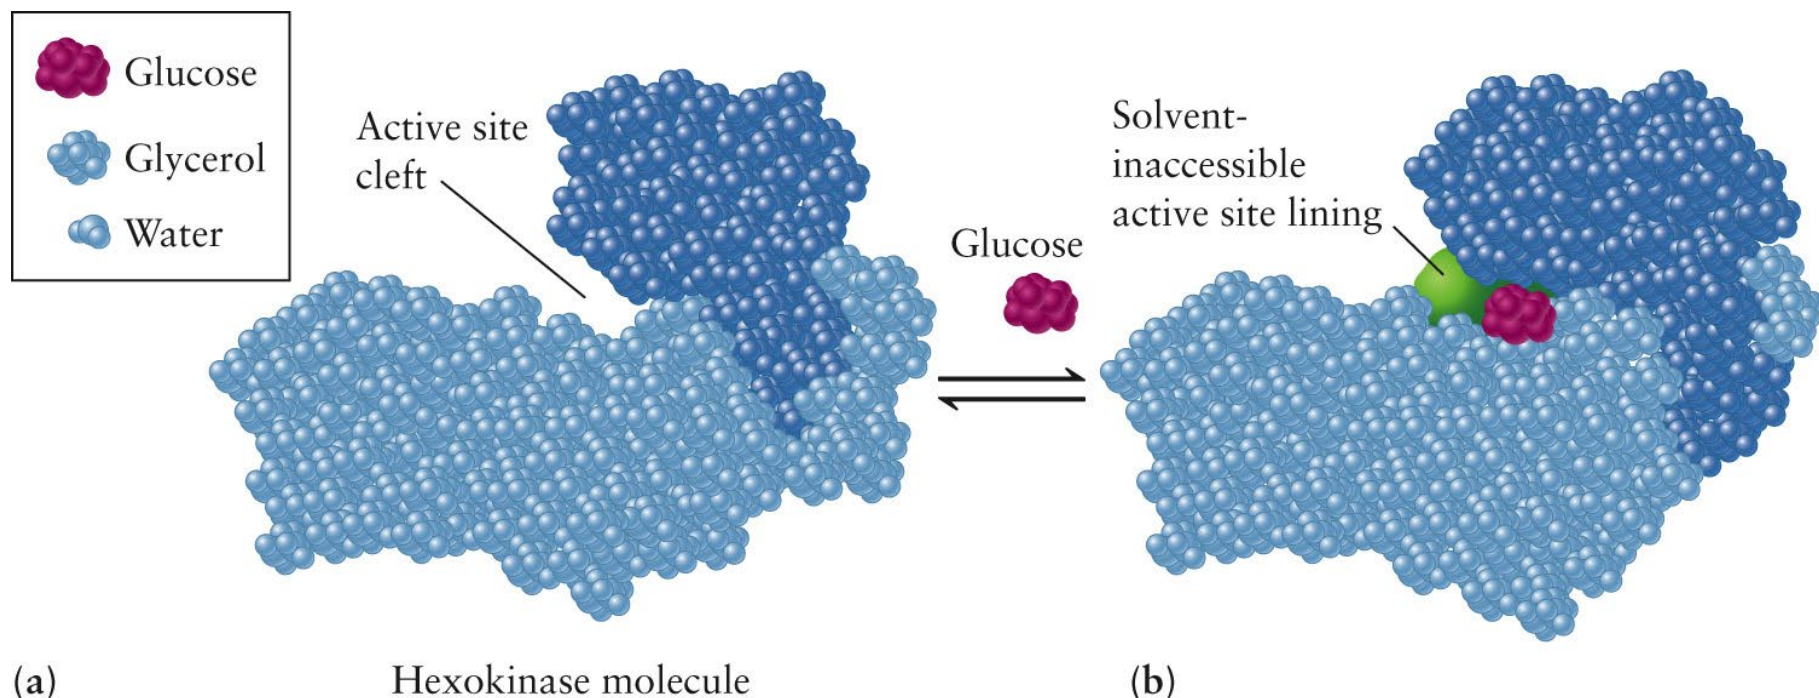 Glucose
Glycerol
Water
Active site
cleft
Glucose
Solvent-
inaccessible
active site lining
(a)
Hexokinase molecule
(b)